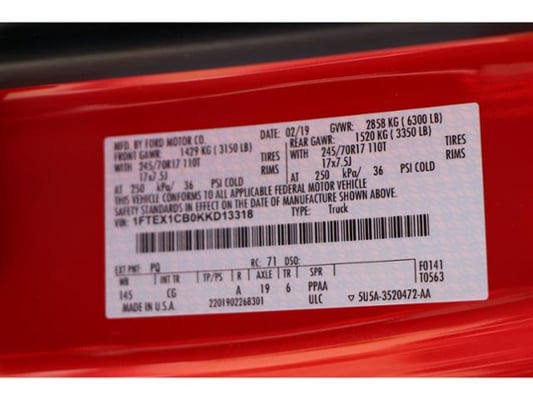 MFD. BY FORD MOTOR CO. DATE: 02/19 GVWR: 2858 KG ( 6300 LB)
FRONT GAWR: 1429 KG ( 3150 LB) REAR GAWR: 1520 KG ( 3350 LB)
WITH 245/70R17 110T TIRES WITH 245/70R17 110T TIRES
17x7.5J RIMS 17x7.5J RIMS
AT 250 kPa/ 36 PSI COLD AT 250 kPa/ 36 PSI COLD
THIS VEHICLE CONFORMS TO ALL APPLICABLE FEDERAL MOTOR VEHICLE
SAFETY STANDARDS IN EFFECT ON THE DATE OF MANUFACTURE SHOWN ABOVE.
VIN: 1FTEX1CB0KKD13318 TYPE: Truck
EXT PNT: PQ RC: 71 DSO: F0141
WB INT TR TP/PS R AXLE TR SPR T0563
145 CG A 19 6 PPAA
MADE IN U.S.A. 2201902268301 ULC ▽ 5U5A-3520472-AA